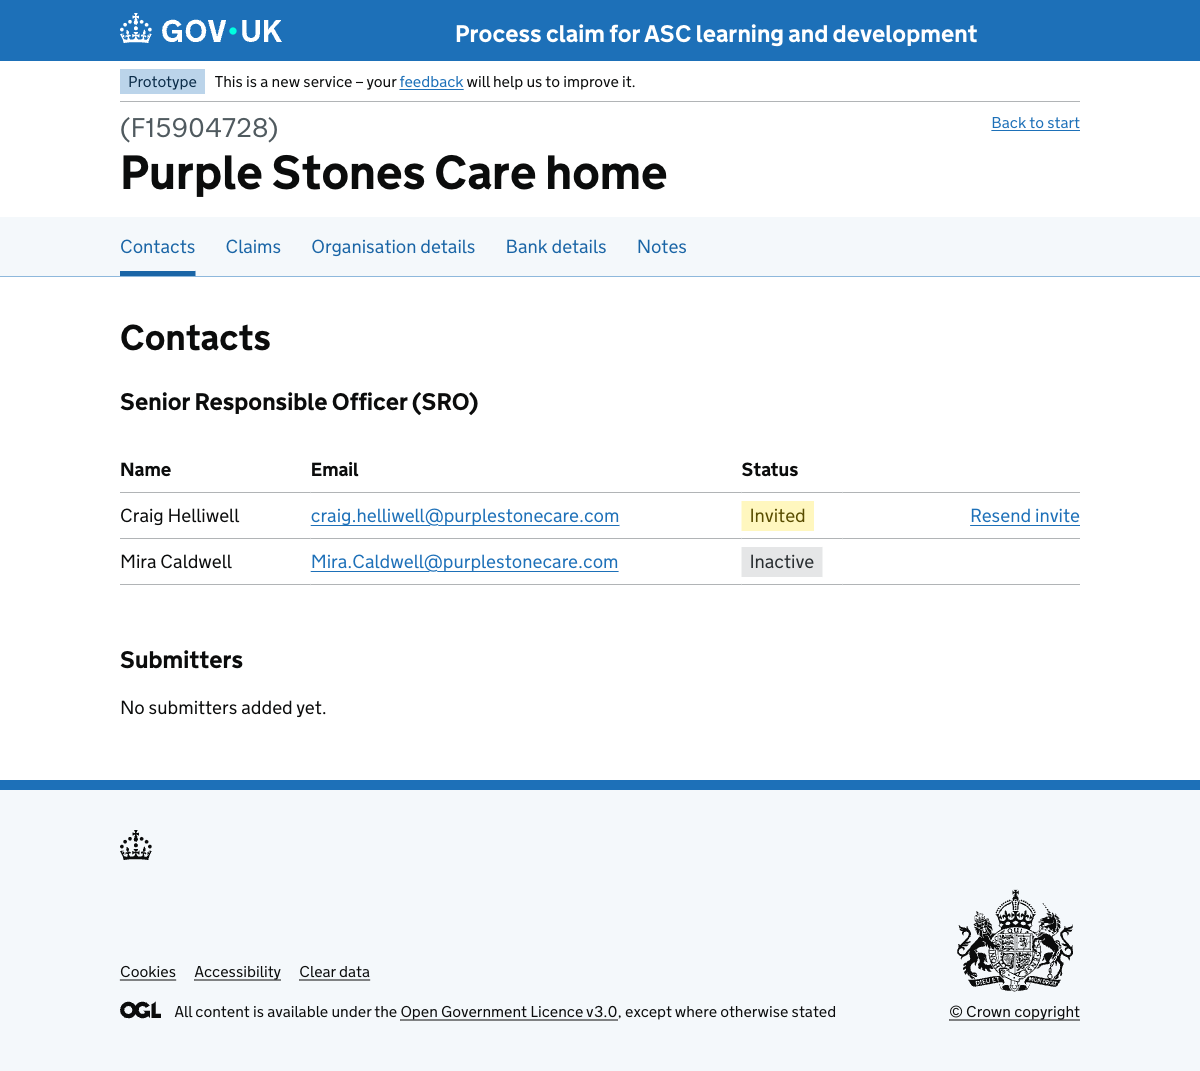 GOV·UK
Process claim for ASC learning and development
Prototype This is a new service – your feedback will help us to improve it.
(F15904728)
Back to start
Purple Stones Care home
Contacts Claims Organisation details Bank details Notes
Contacts
Senior Responsible Officer (SRO)
Name Email Status
Craig Helliwell craig.helliwell@purplestonecare.com Invited Resend invite
Mira Caldwell Mira.Caldwell@purplestonecare.com Inactive
Submitters
No submitters added yet.
Cookies Accessibility Clear data
OGL All content is available under the Open Government Licence v3.0, except where otherwise stated
© Crown copyright